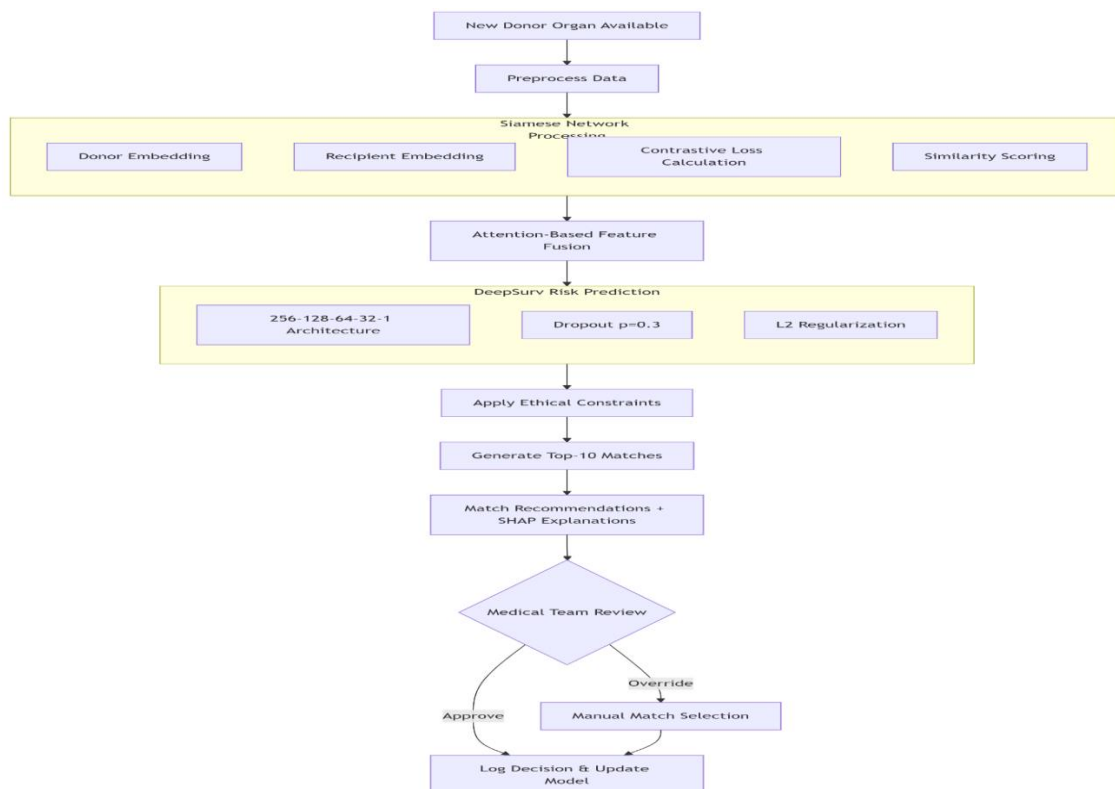 New Donor Organ Available
Preprocess Data
Siamese Network
Processing
Donor Embedding
Recipient Embedding
Contrastive Loss
Calculation
Similarity Scoring
Attention-Based Feature
Fusion
DeepSurv Risk Prediction
256-128-64-32-1
Architecture
Dropout p=0.3
L2 Regularization
Apply Ethical Constraints
Generate Top-10 Matches
Match Recommendations +
SHAP Explanations
Medical Team Review
Override
Approve
Manual Match Selection
Log Decision & Update
Model